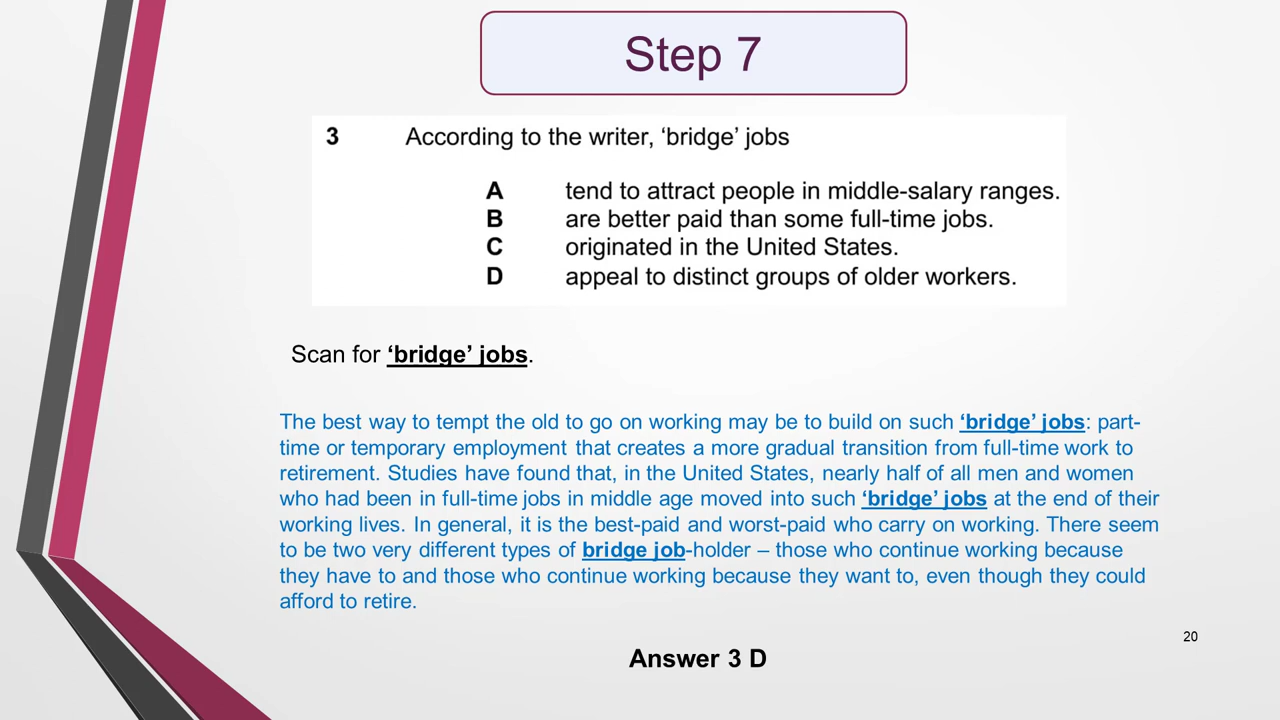 Step 7
3 According to the writer, ‘bridge’ jobs
A tend to attract people in middle-salary ranges.
B are better paid than some full-time jobs.
C originated in the United States.
D appeal to distinct groups of older workers.
Scan for ‘bridge’ jobs.
The best way to tempt the old to go on working may be to build on such ‘bridge’ jobs: part-
time or temporary employment that creates a more gradual transition from full-time work to
retirement. Studies have found that, in the United States, nearly half of all men and women
who had been in full-time jobs in middle age moved into such ‘bridge’ jobs at the end of their
working lives. In general, it is the best-paid and worst-paid who carry on working. There seem
to be two very different types of bridge job-holder – those who continue working because
they have to and those who continue working because they want to, even though they could
afford to retire.
20
Answer 3 D